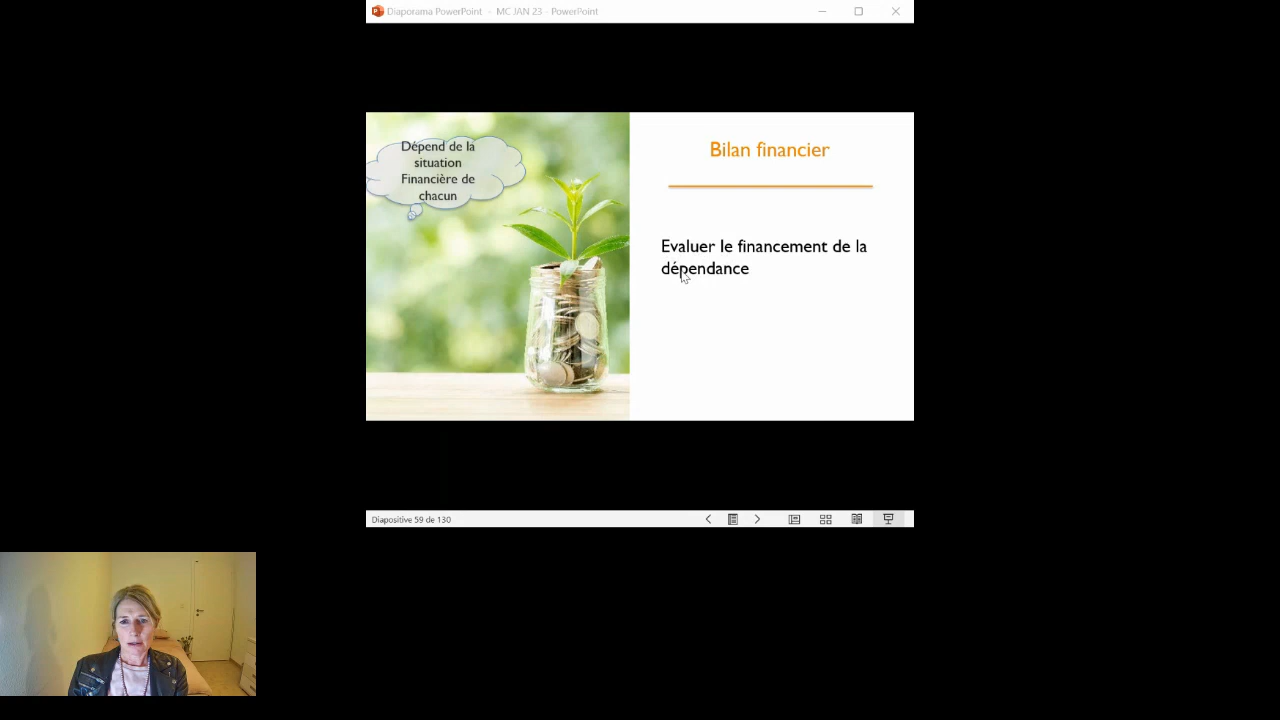 Diaporama PowerPoint - MC JAN 23 - PowerPoint
Dépend de la
situation
Financière de
chacun
Bilan financier
Evaluer le financement de la
dépendance
Diapositive 59 de 130